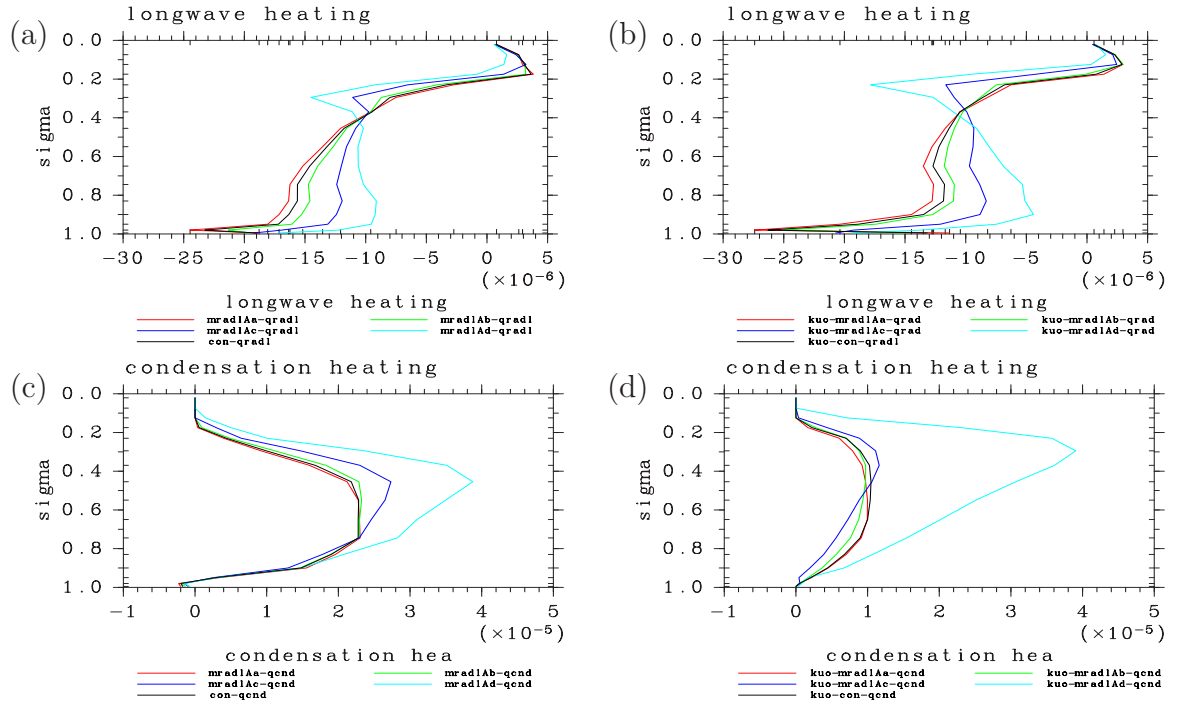 longwave heating
(a)
0.0
0.2
0.4
0.6
0.8
1.0
sigma
−30 −25 −20 −15 −10 −5 0 5
(×10⁻⁶)
longwave heating
mradlAa-qradl mradlAb-qradl
mradlAc-qradl mradlAd-qradl
con-qradl
longwave heating
(b)
0.0
0.2
0.4
0.6
0.8
1.0
sigma
−30 −25 −20 −15 −10 −5 0 5
(×10⁻⁶)
longwave heating
kuo-mradlAa-qrad kuo-mradlAb-qrad
kuo-mradlAc-qrad kuo-mradlAd-qrad
kuo-con-qradl
condensation heating
(c)
0.0
0.2
0.4
0.6
0.8
1.0
sigma
−1 0 1 2 3 4 5
(×10⁻⁵)
condensation hea
mradlAa-qcnd mradlAb-qcnd
mradlAc-qcnd mradlAd-qcnd
con-qcnd
condensation heating
(d)
0.0
0.2
0.4
0.6
0.8
1.0
sigma
−1 0 1 2 3 4 5
(×10⁻⁵)
condensation hea
kuo-mradlAa-qcnd kuo-mradlAb-qcnd
kuo-mradlAc-qcnd kuo-mradlAd-qcnd
kuo-con-qcnd